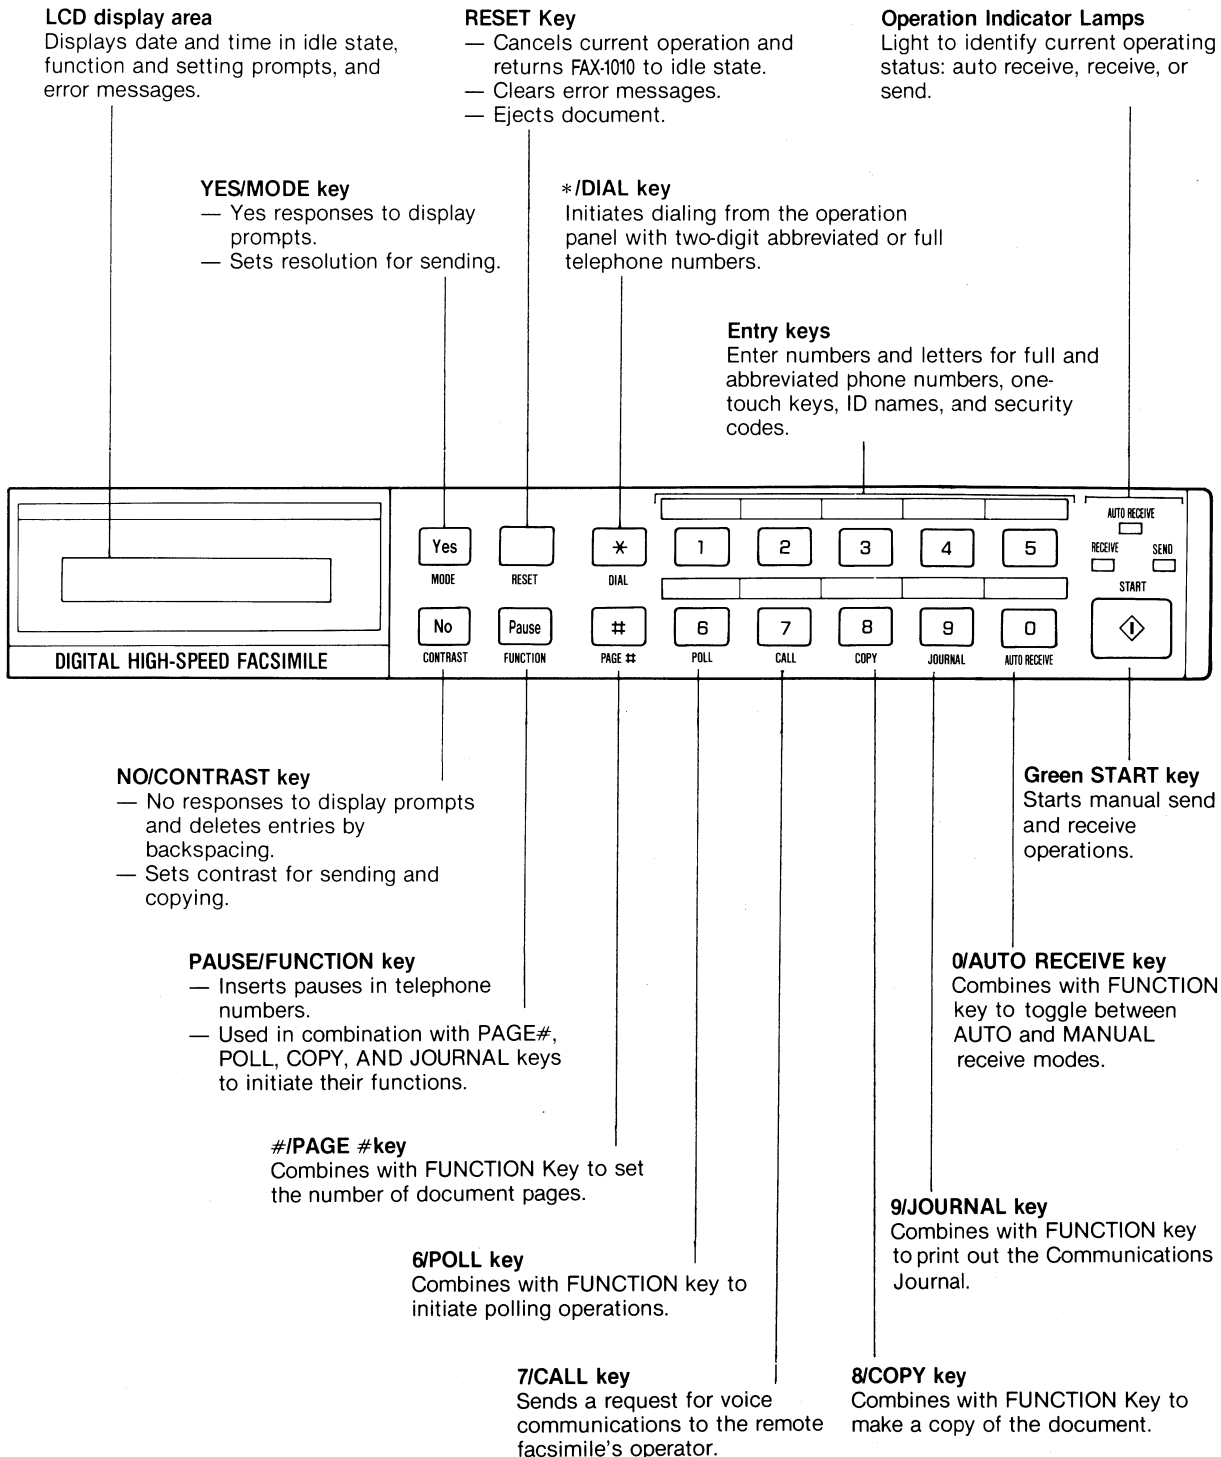 LCD display area
Displays date and time in idle state,
function and setting prompts, and
error messages.
RESET Key
— Cancels current operation and
returns FAX-1010 to idle state.
— Clears error messages.
— Ejects document.
Operation Indicator Lamps
Light to identify current operating
status: auto receive, receive, or
send.
YES/MODE key
— Yes responses to display
prompts.
— Sets resolution for sending.
*/DIAL key
Initiates dialing from the operation
panel with two-digit abbreviated or full
telephone numbers.
Entry keys
Enter numbers and letters for full and
abbreviated phone numbers, one-
touch keys, ID names, and security
codes.
AUTO RECEIVE
RECEIVE SEND
Yes * 1 2 3 4 5
MODE RESET DIAL
START
No Pause # 6 7 8 9 0
CONTRAST FUNCTION PAGE # POLL CALL COPY JOURNAL AUTO RECEIVE
DIGITAL HIGH-SPEED FACSIMILE
NO/CONTRAST key
— No responses to display prompts
and deletes entries by
backspacing.
— Sets contrast for sending and
copying.
Green START key
Starts manual send
and receive
operations.
PAUSE/FUNCTION key
— Inserts pauses in telephone
numbers.
— Used in combination with PAGE#,
POLL, COPY, AND JOURNAL keys
to initiate their functions.
0/AUTO RECEIVE key
Combines with FUNCTION
key to toggle between
AUTO and MANUAL
receive modes.
#/PAGE #key
Combines with FUNCTION Key to set
the number of document pages.
9/JOURNAL key
Combines with FUNCTION key
to print out the Communications
Journal.
6/POLL key
Combines with FUNCTION key to
initiate polling operations.
7/CALL key
Sends a request for voice
communications to the remote
facsimile's operator.
8/COPY key
Combines with FUNCTION Key to
make a copy of the document.